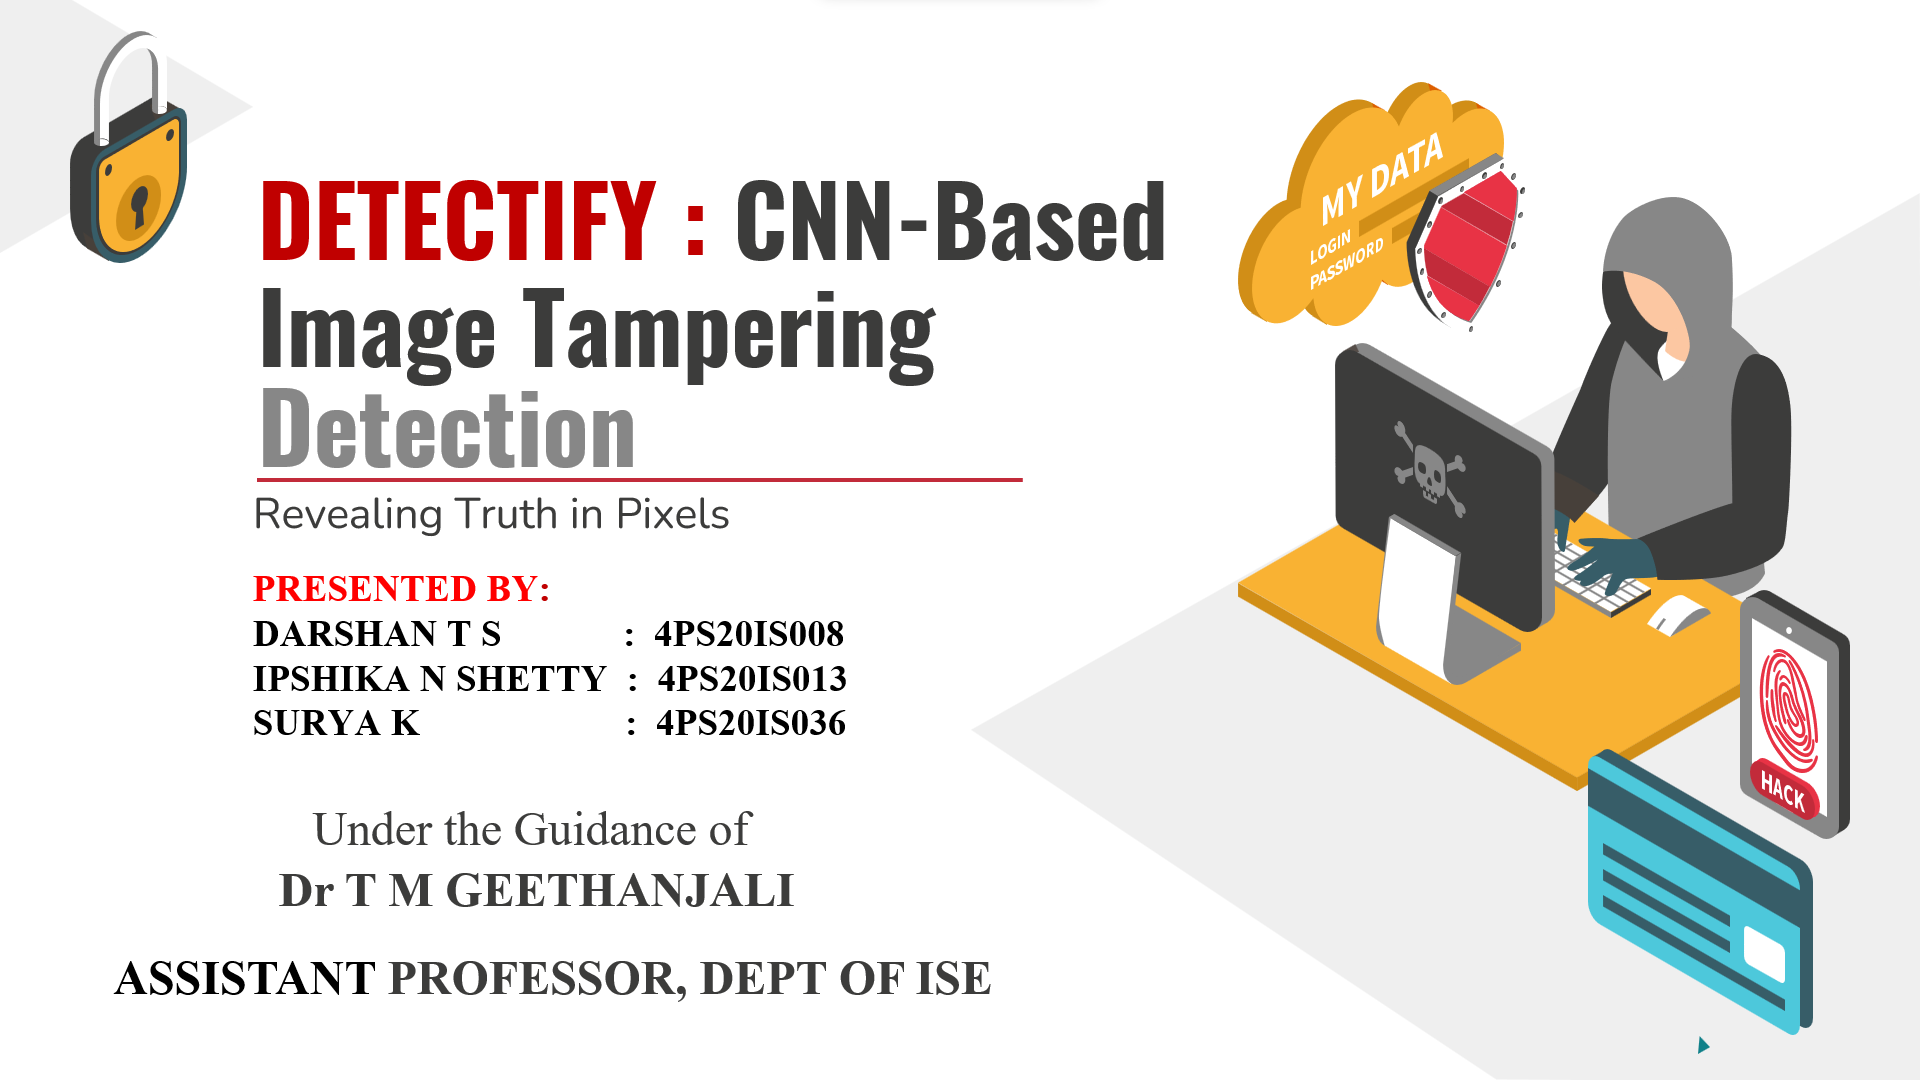 DETECTIFY : CNN-Based
Image Tampering
Detection
Revealing Truth in Pixels
PRESENTED BY:
DARSHAN T S : 4PS20IS008
IPSHIKA N SHETTY : 4PS20IS013
SURYA K : 4PS20IS036
Under the Guidance of
Dr T M GEETHANJALI
ASSISTANT PROFESSOR, DEPT OF ISE
MY DATA
LOGIN
PASSWORD
HACK